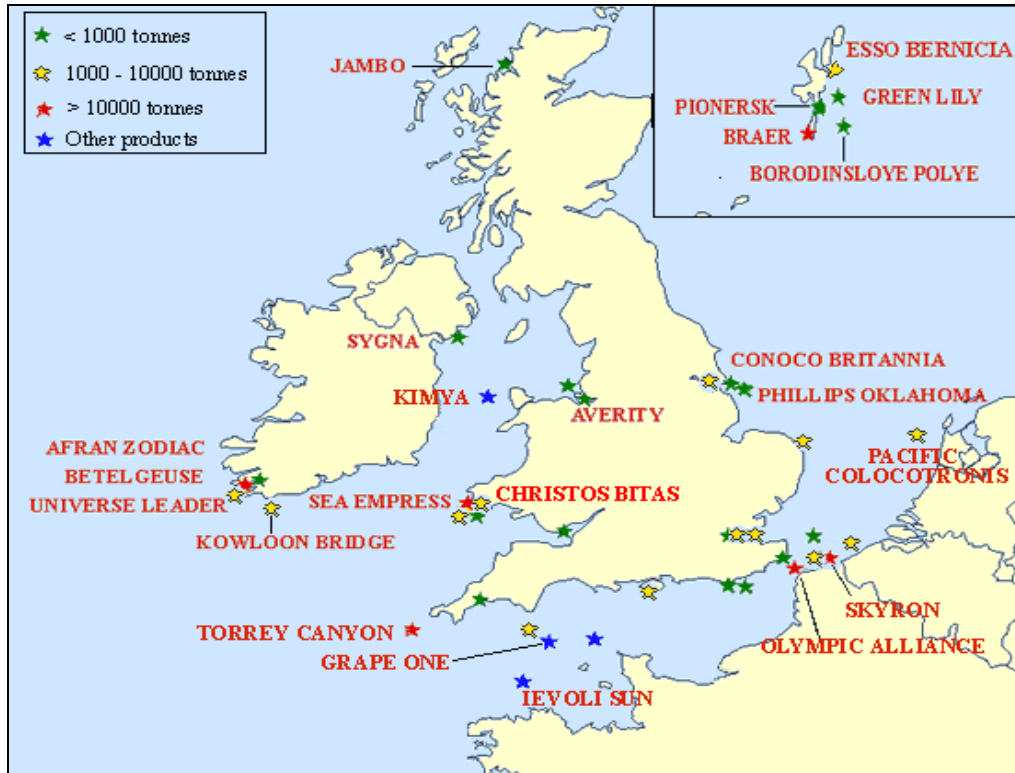 < 1000 tonnes
1000 - 10000 tonnes
> 10000 tonnes
Other products
JAMBO
ESSO BERNICIA
GREEN LILY
PIONERSK
BRAER
BORODINSLOYE POLYE
SYGNA
KIMYA
AVERITY
CONOCO BRITANNIA
PHILLIPS OKLAHOMA
PACIFIC
COLOCOTRONIS
AFRAN ZODIAC
BETELGEUSE
UNIVERSE LEADER
KOWLOON BRIDGE
SEA EMPRESS
CHRISTOS BITAS
SKYRON
OLYMPIC ALLIANCE
TORREY CANYON
GRAPE ONE
IEVOLI SUN